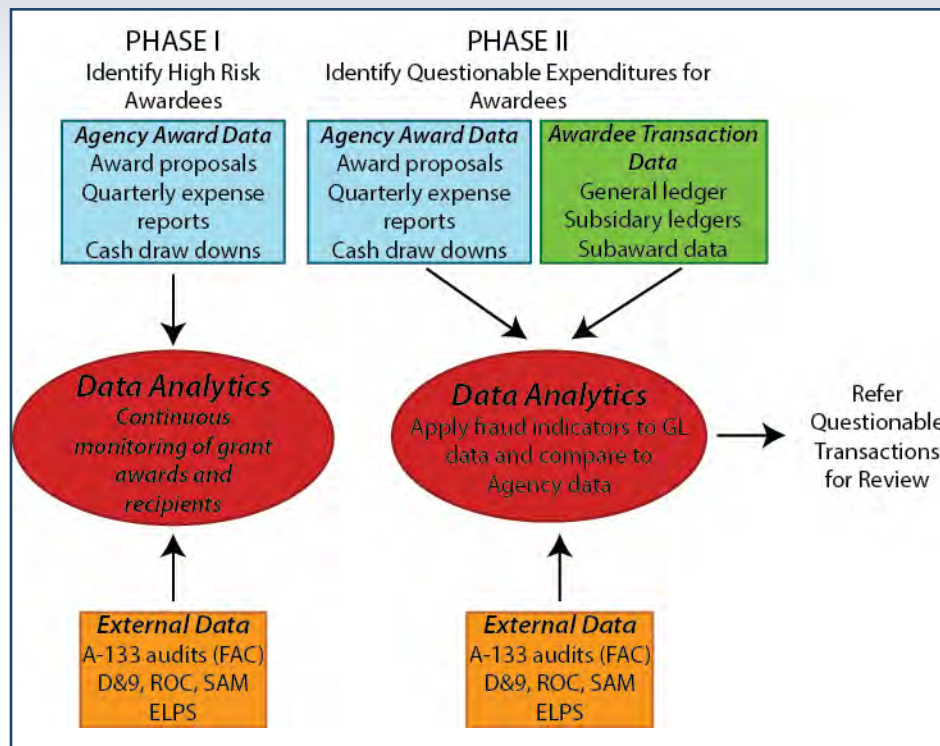 PHASE I
Identify High Risk
Awardees
Agency Award Data
Award proposals
Quarterly expense
reports
Cash draw downs
Data Analytics
Continuous
monitoring of grant
awards and
recipients
External Data
A-133 audits (FAC)
D&9, ROC, SAM
ELPS
PHASE II
Identify Questionable Expenditures for
Awardees
Agency Award Data
Award proposals
Quarterly expense
reports
Cash draw downs
Awardee Transaction
Data
General ledger
Subsidary ledgers
Subaward data
Data Analytics
Apply fraud indicators to GL
data and compare to
Agency data
External Data
A-133 audits (FAC)
D&9, ROC, SAM
ELPS
Refer
Questionable
Transactions
for Review